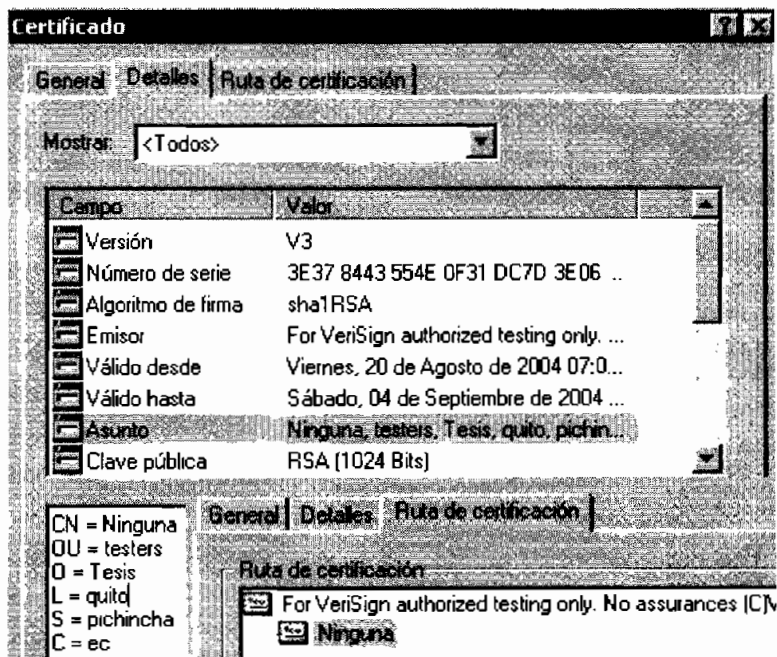 Certificado
General Detalles Ruta de certificación
Mostrar: <Todos>
Campo Valor
Versión V3
Número de serie 3E37 8443 554E 0F31 DC7D 3E06 ..
Algoritmo de firma sha1RSA
Emisor For VeriSign authorized testing only. ...
Válido desde Viernes, 20 de Agosto de 2004 07:0...
Válido hasta Sábado, 04 de Septiembre de 2004 ...
Asunto Ninguna, testers, Tesis, quito, pichin...
Clave pública RSA (1024 Bits)
General Detalles Ruta de certificación
CN = Ninguna
OU = testers
O = Tesis
L = quito
S = pichincha
C = ec
Ruta de certificación
For VeriSign authorized testing only. No assurances (C)V
Ninguna